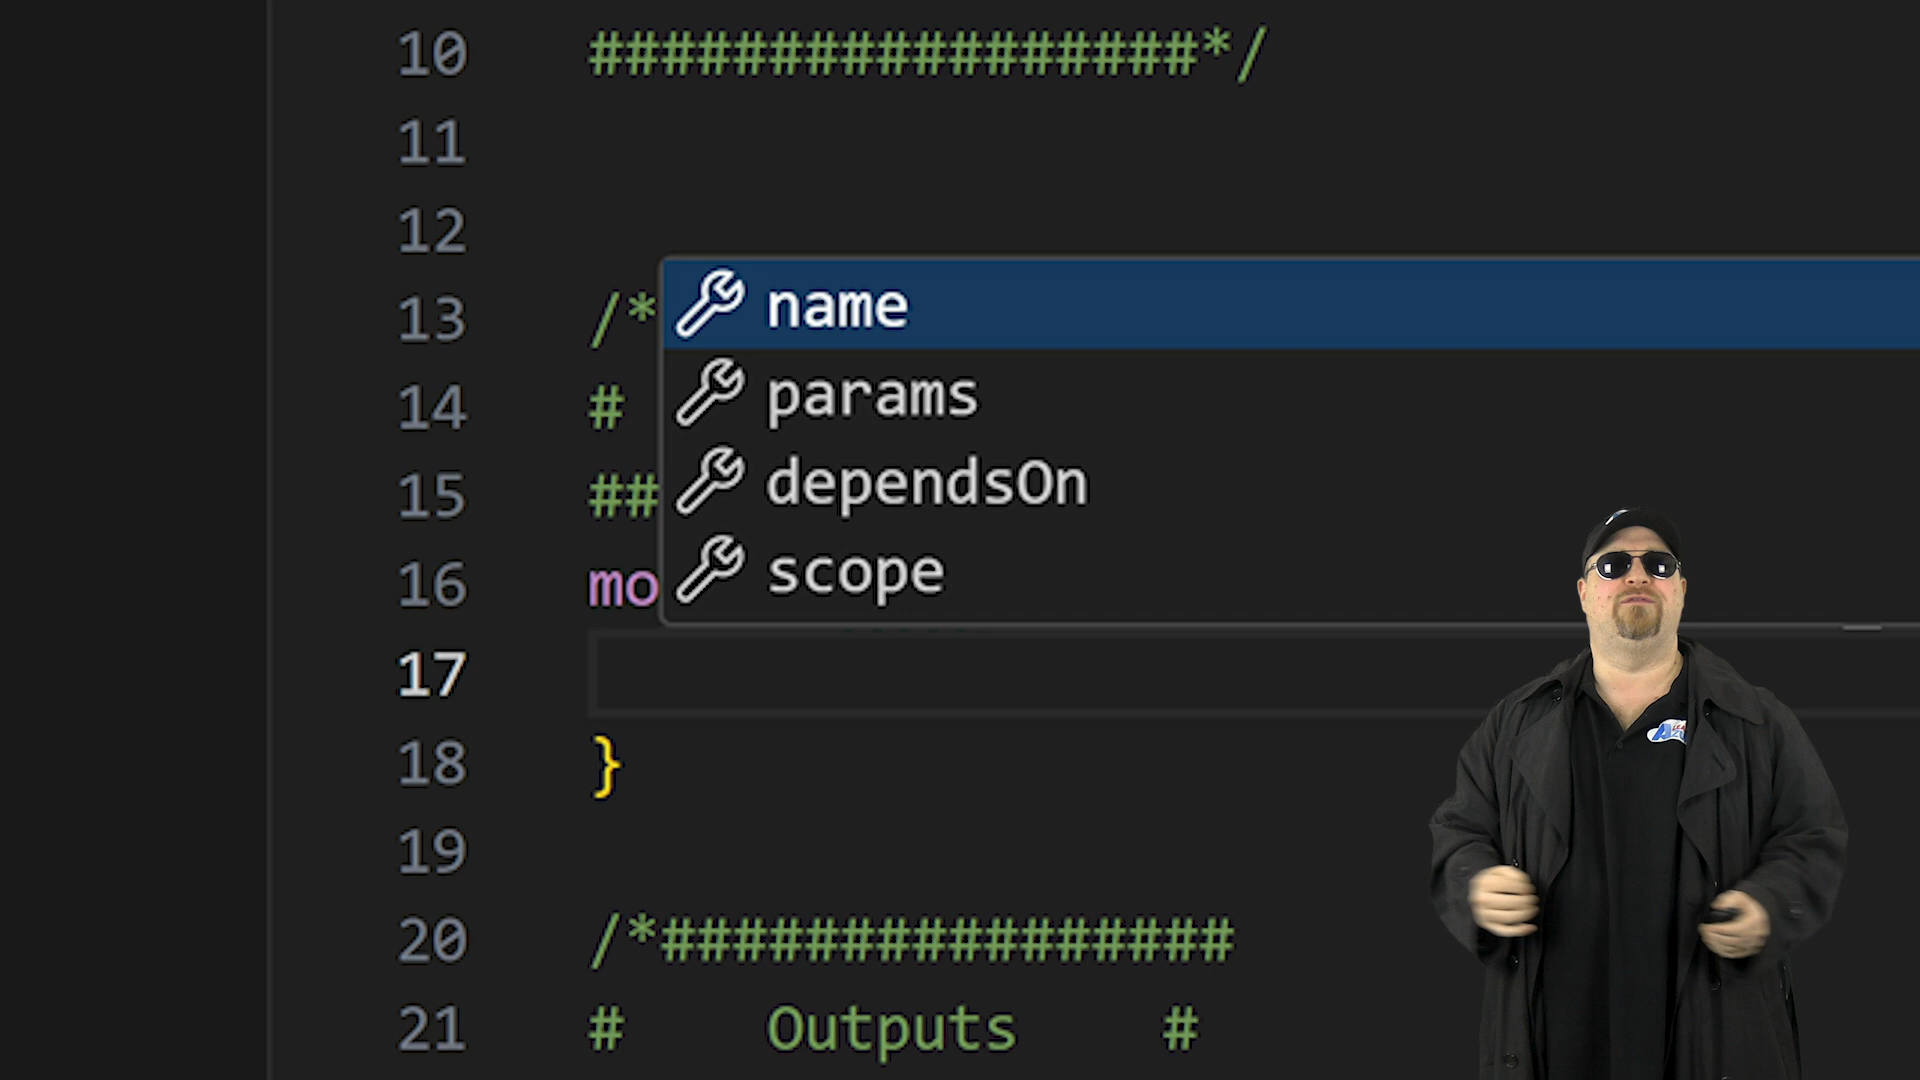 10 #################*/
11
12
13 /* name
14 # params
15 ## dependsOn
16 mo scope
17
18 }
19
20 /*################
21 # Outputs #